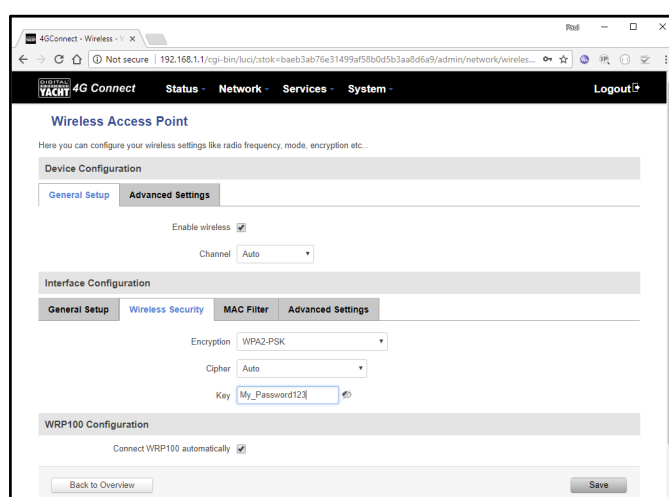 Paul
4GConnect - Wireless - V
Not secure | 192.168.1.1/cgi-bin/luci/;stok=baeb3ab76e31499af58b0d5b3aa8d6a9/admin/network/wireles...
DIGITAL YACHT 4G Connect Status Network Services System Logout
Wireless Access Point
Here you can configure your wireless settings like radio frequency, mode, encryption etc...
Device Configuration
General Setup Advanced Settings
Enable wireless
Channel Auto
Interface Configuration
General Setup Wireless Security MAC Filter Advanced Settings
Encryption WPA2-PSK
Cipher Auto
Key My_Password123
WRP100 Configuration
Connect WRP100 automatically
Back to Overview Save